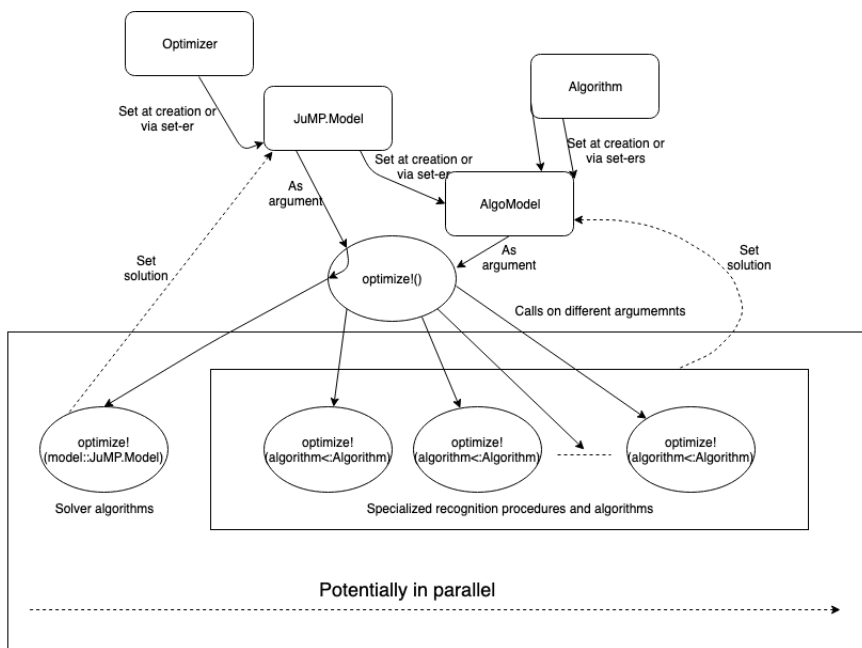 Optimizer
Algorithm
Set at creation or
via set-er
JuMP.Model
Set at creation or
via set-ers
Set at creation or
via set-er
As
argument
AlgoModel
Set
solution
optimize!()
As
argument
Set
solution
Calls on different argumemnts
optimize!
(model::JuMP.Model)
optimize!
(algorithm<:Algorithm)
optimize!
(algorithm<:Algorithm)
optimize!
(algorithm<:Algorithm)
Solver algorithms
Specialized recognition procedures and algorithms
Potentially in parallel